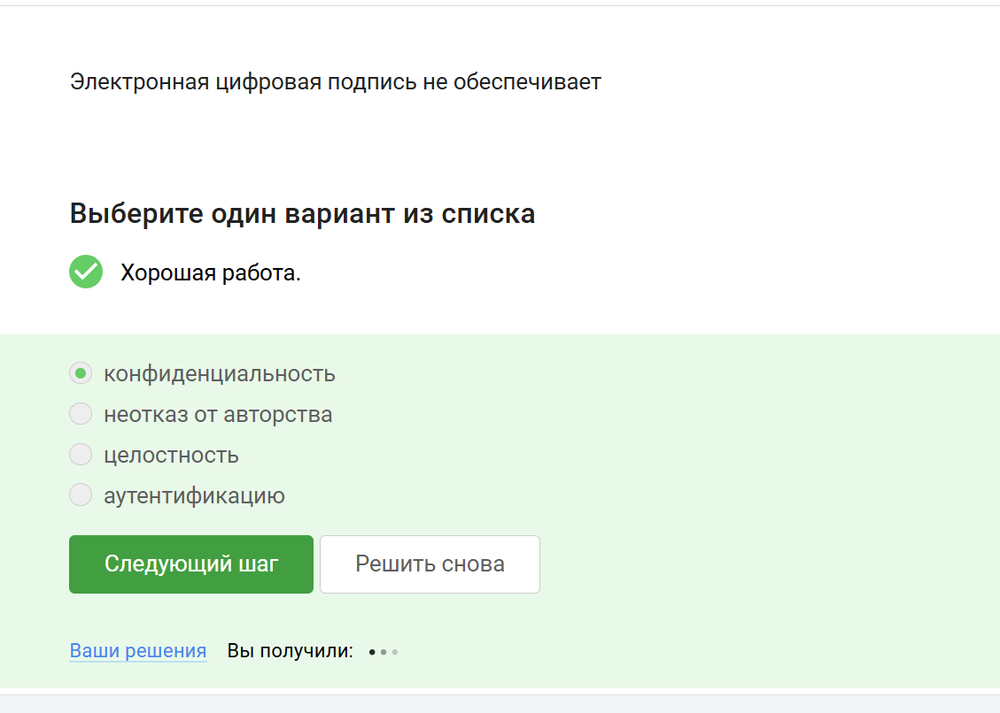 Электронная цифровая подпись не обеспечивает
Выберите один вариант из списка
Хорошая работа.
конфиденциальность
неотказ от авторства
целостность
аутентификацию
Следующий шаг
Решить снова
Ваши решения
Вы получили: